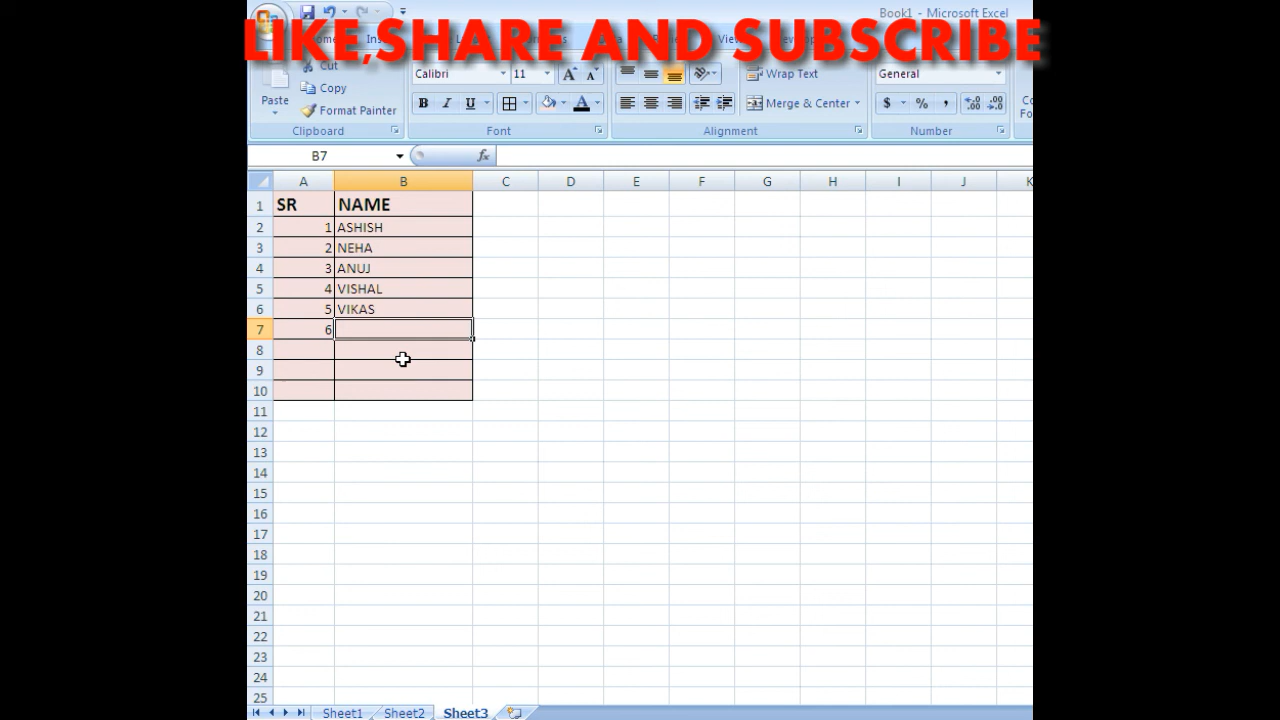 Book1 - Microsoft Excel
LIKE,SHARE AND SUBSCRIBE
Cut
Calibri 11
Wrap Text
General
Paste
Copy
Format Painter
B I U
Merge & Center
$ % ,
Clipboard
Font
Alignment
Number
B7
fx
A B C D E F G H I J K
1 SR NAME
2 1 ASHISH
3 2 NEHA
4 3 ANUJ
5 4 VISHAL
6 5 VIKAS
7 6
8
9
10
11
12
13
14
15
16
17
18
19
20
21
22
23
24
25
Sheet1 Sheet2 Sheet3